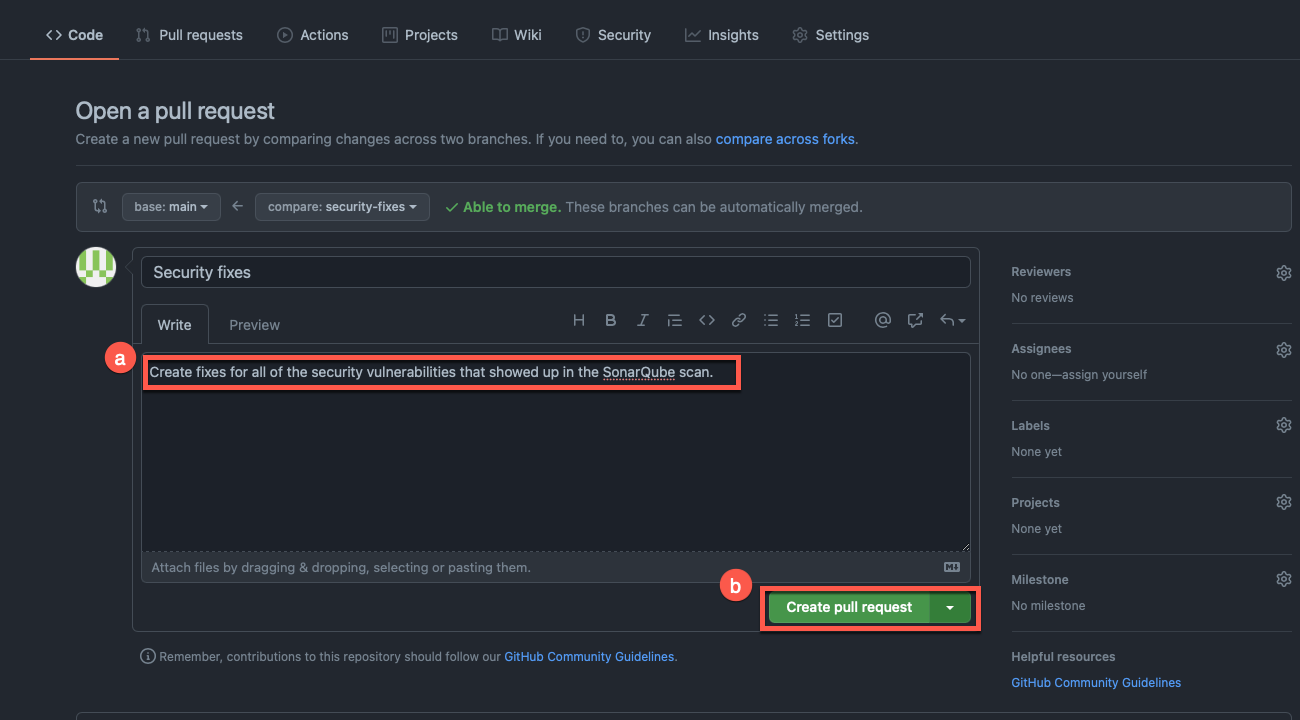 Code Pull requests Actions Projects Wiki Security Insights Settings
Open a pull request
Create a new pull request by comparing changes across two branches. If you need to, you can also compare across forks.
base: main compare: security-fixes Able to merge. These branches can be automatically merged.
Security fixes
Write Preview
a
Create fixes for all of the security vulnerabilities that showed up in the SonarQube scan.
Attach files by dragging & dropping, selecting or pasting them.
b
Create pull request
Remember, contributions to this repository should follow our GitHub Community Guidelines.
Reviewers
No reviews
Assignees
No one—assign yourself
Labels
None yet
Projects
None yet
Milestone
No milestone
Helpful resources
GitHub Community Guidelines